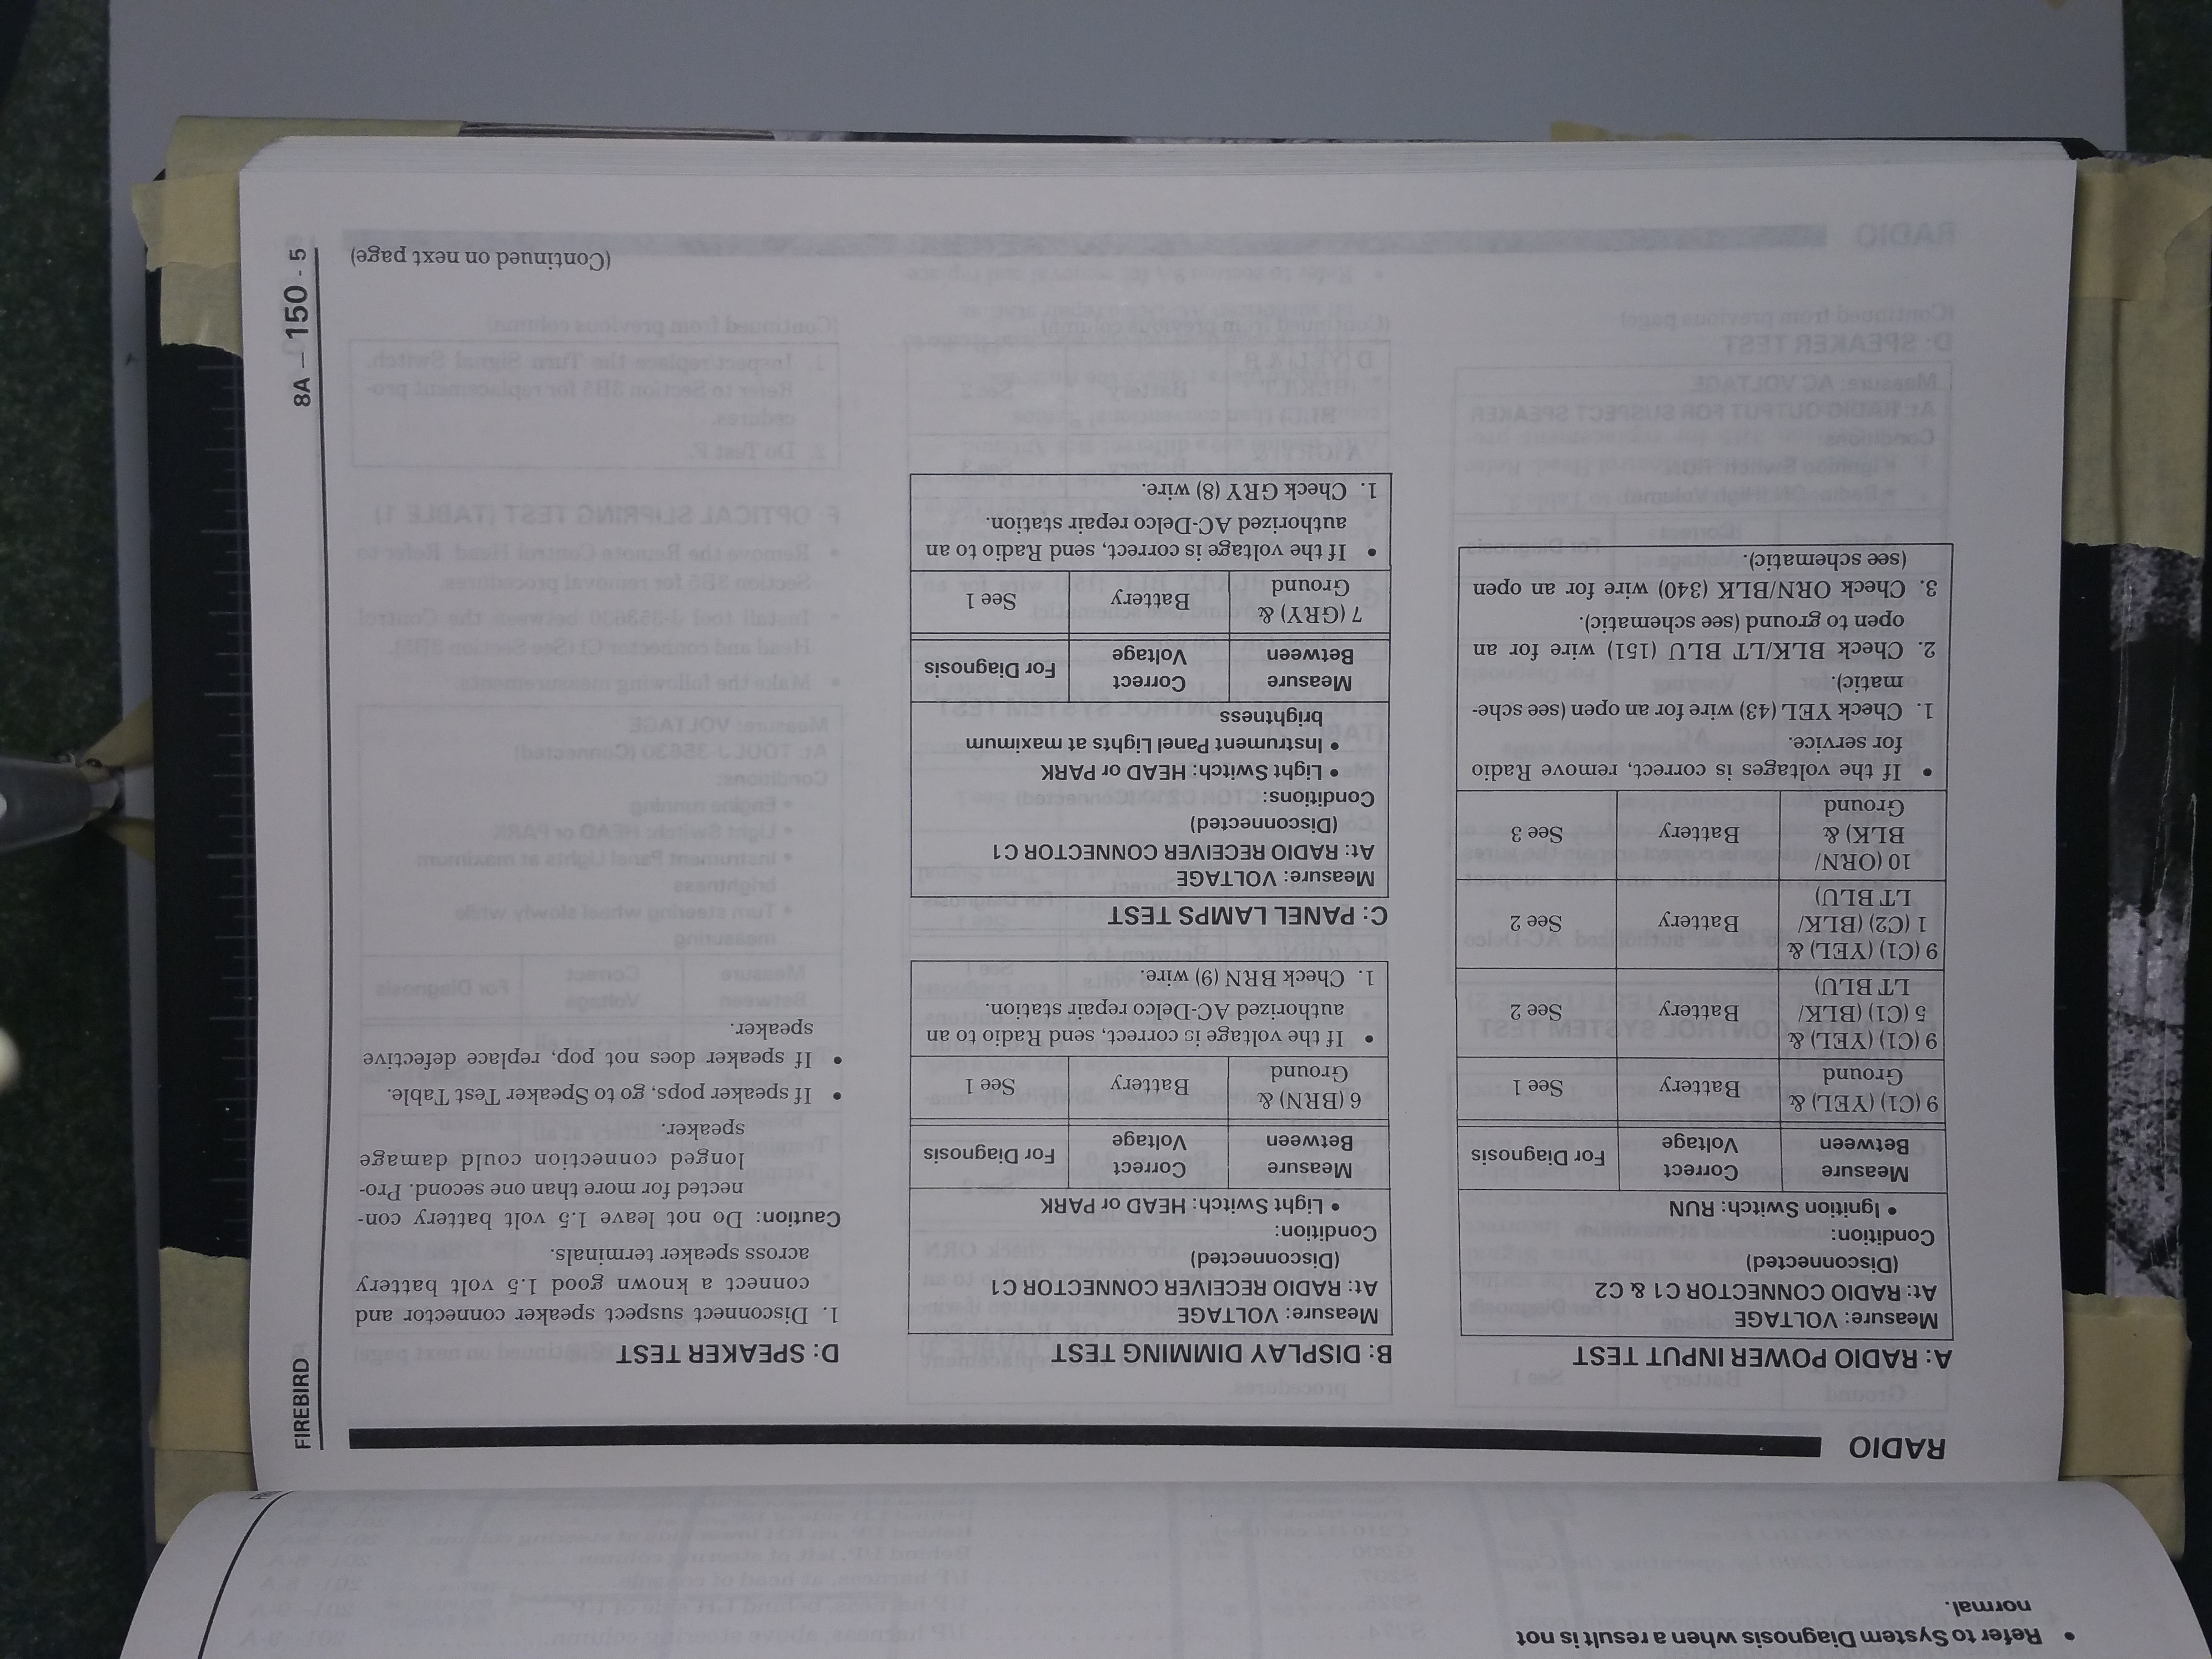 • Refer to System Diagnosis when a result is not
normal.
RADIO
FIREBIRD
8A — 150 - 5
A: RADIO POWER INPUT TEST
Measure: VOLTAGE
At: RADIO CONNECTOR C1 & C2
(Disconnected)
Condition:
• Ignition Switch: RUN
Measure Between | Correct Voltage | For Diagnosis
9 (C1) (YEL) &
Ground
Battery
See 1
9 (C1) (YEL) &
5 (C1) (BLK/
LT BLU)
Battery
See 2
9 (C1) (YEL) &
1 (C2) (BLK/
LT BLU)
Battery
See 2
10 (ORN/
BLK) &
Ground
Battery
See 3
• If the voltages is correct, remove Radio
for service.
1. Check YEL (43) wire for an open (see sche-
matic).
2. Check BLK/LT BLU (151) wire for an
open to ground (see schematic).
3. Check ORN/BLK (340) wire for an open
(see schematic).
B: DISPLAY DIMMING TEST
Measure: VOLTAGE
At: RADIO RECEIVER CONNECTOR C1
(Disconnected)
Condition:
• Light Switch: HEAD or PARK
Measure Between | Correct Voltage | For Diagnosis
6 (BRN) &
Ground
Battery
See 1
• If the voltage is correct, send Radio to an
authorized AC-Delco repair station.
1. Check BRN (9) wire.
C: PANEL LAMPS TEST
Measure: VOLTAGE
At: RADIO RECEIVER CONNECTOR C1
(Disconnected)
Conditions:
• Light Switch: HEAD or PARK
• Instrument Panel Lights at maximum
brightness
Measure Between | Correct Voltage | For Diagnosis
7 (GRY) &
Ground
Battery
See 1
• If the voltage is correct, send Radio to an
authorized AC-Delco repair station.
1. Check GRY (8) wire.
D: SPEAKER TEST
1. Disconnect suspect speaker connector and
connect a known good 1.5 volt battery
across speaker terminals.
Caution: Do not leave 1.5 volt battery con-
nected for more than one second. Pro-
longed connection could damage
speaker.
• If speaker pops, go to Speaker Test Table.
• If speaker does not pop, replace defective
speaker.
(Continued on next page)